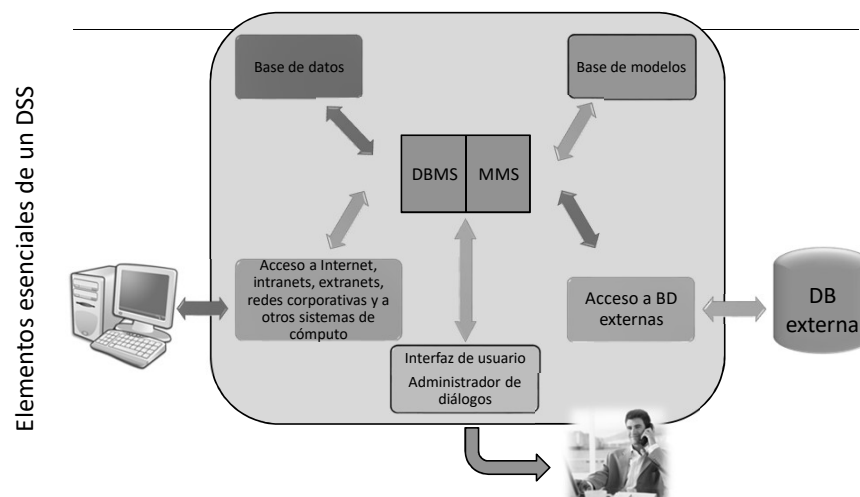 Elementos esenciales de un DSS
Base de datos
Base de modelos
DBMS
MMS
Acceso a Internet,
intranets, extranets,
redes corporativas y a
otros sistemas de
cómputo
Acceso a BD
externas
DB
externa
Interfaz de usuario
Administrador de
diálogos